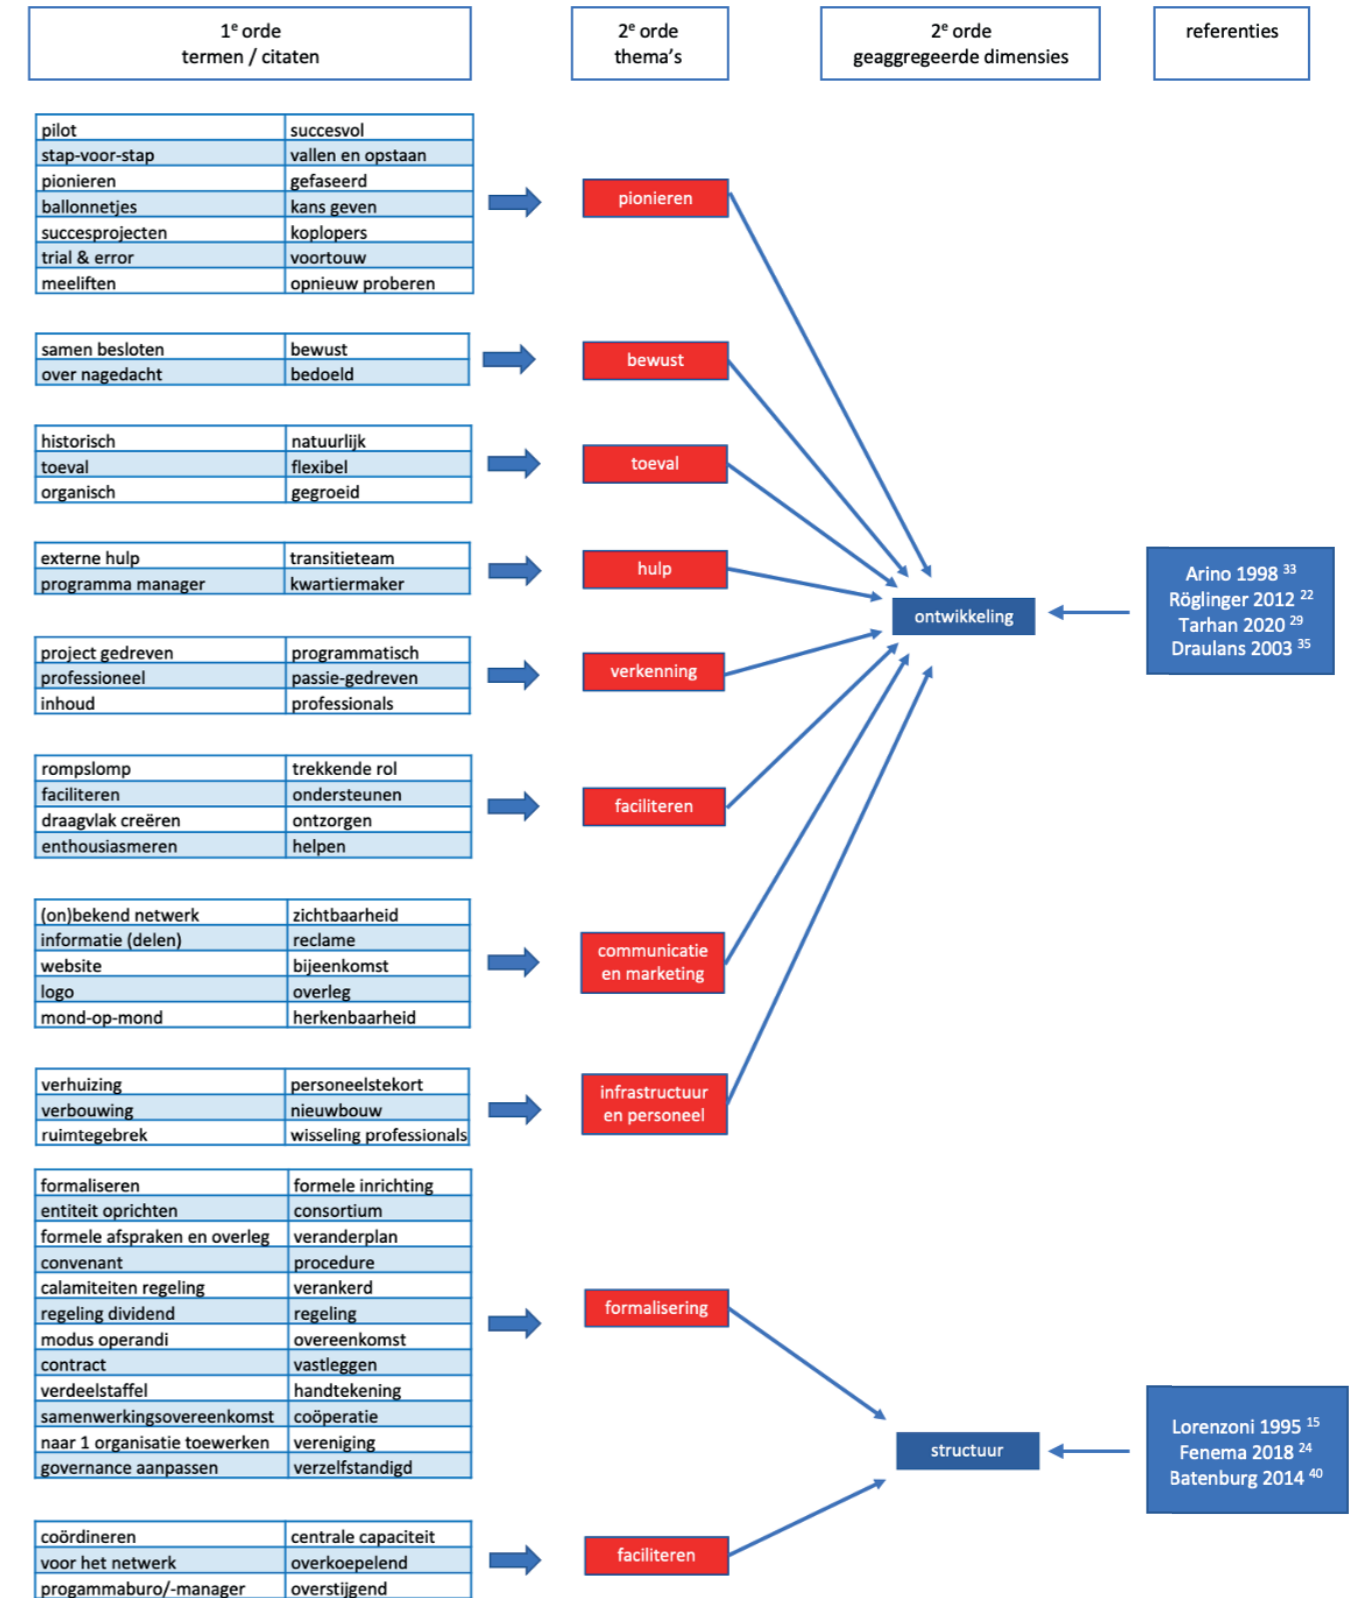 1e orde
termen / citaten
2e orde
thema's
2e orde
geaggregeerde dimensies
referenties
pilot succesvol
stap-voor-stap vallen en opstaan
pionieren gefaseerd
ballonnetjes kans geven
succesprojecten koplopers
trial & error voortouw
meeliften opnieuw proberen
pionieren
samen besloten bewust
over nagedacht bedoeld
bewust
historisch natuurlijk
toeval flexibel
organisch gegroeid
toeval
externe hulp transitieteam
programma manager kwartiermaker
hulp
project gedreven programmatisch
professioneel passie-gedreven
inhoud professionals
verkenning
rompslomp trekkende rol
faciliteren ondersteunen
draagvlak creëren ontzorgen
enthousiasmeren helpen
faciliteren
(on)bekend netwerk zichtbaarheid
informatie (delen) reclame
website bijeenkomst
logo overleg
mond-op-mond herkenbaarheid
communicatie
en marketing
verhuizing personeelstekort
verbouwing nieuwbouw
ruimtegebrek wisseling professionals
infrastructuur
en personeel
ontwikkeling
Arino 1998 33
Röglinger 2012 22
Tarhan 2020 29
Draulans 2003 35
formaliseren formele inrichting
entiteit oprichten consortium
formele afspraken en overleg veranderplan
convenant procedure
calamiteiten regeling verankerd
regeling dividend regeling
modus operandi overeenkomst
contract vastleggen
verdeelstaffel handtekening
samenwerkingsovereenkomst coöperatie
naar 1 organisatie toewerken vereniging
governance aanpassen verzelfstandigd
formalisering
coördineren centrale capaciteit
voor het netwerk overkoepelend
progammaburo/-manager overstijgend
faciliteren
structuur
Lorenzoni 1995 15
Fenema 2018 24
Batenburg 2014 40